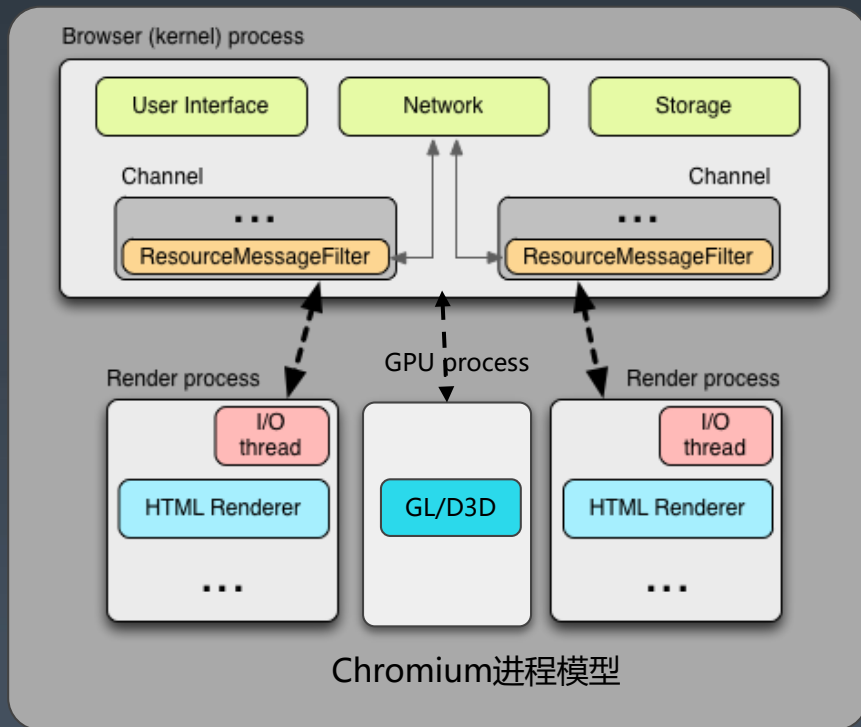 Browser (kernel) process
User Interface
Network
Storage
Channel
Channel
...
...
ResourceMessageFilter
ResourceMessageFilter
GPU process
Render process
Render process
I/O
thread
I/O
thread
HTML Renderer
GL/D3D
HTML Renderer
...
...
Chromium进程模型